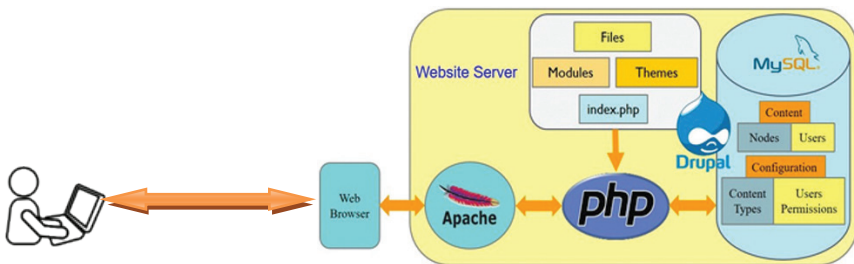 Website Server
Files
Modules
Themes
index.php
Drupal
MySQL
Content
Nodes
Users
Configuration
Content
Types
Users
Permissions
Web
Browser
Apache
php